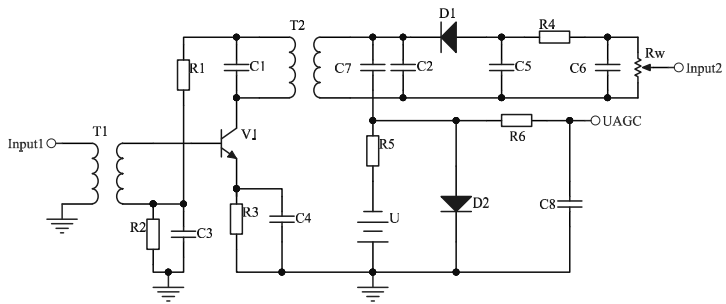 D1
T2
R4
Rw
R1
C1
C7
C2
C5
C6
Input2
T1
V1
Input1
R5
R6
UAGC
R2
C3
R3
C4
U
D2
C8